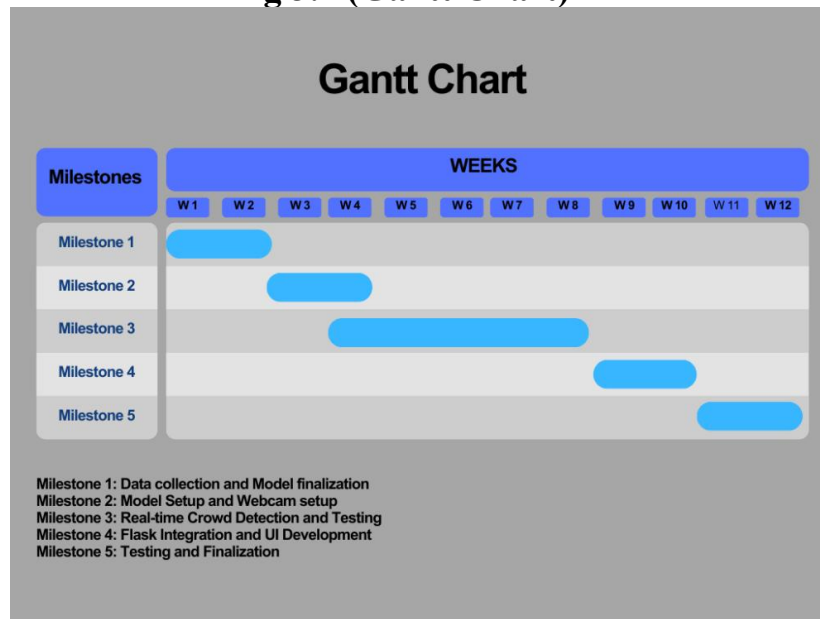 (Gantt Chart)
Gantt Chart
Milestones
WEEKS
W 1 W 2 W 3 W 4 W 5 W 6 W 7 W 8 W 9 W 10 W 11 W 12
Milestone 1
Milestone 2
Milestone 3
Milestone 4
Milestone 5
Milestone 1: Data collection and Model finalization
Milestone 2: Model Setup and Webcam setup
Milestone 3: Real-time Crowd Detection and Testing
Milestone 4: Flask Integration and UI Development
Milestone 5: Testing and Finalization